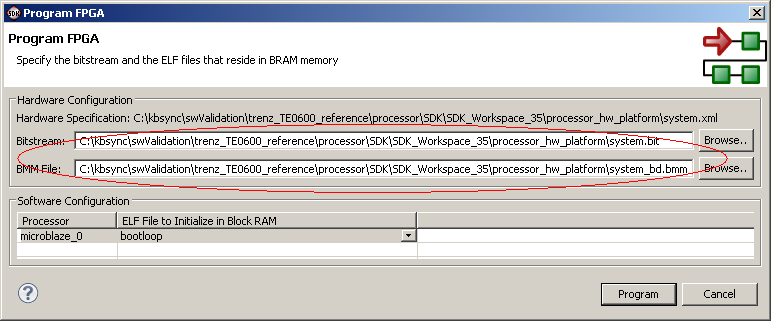 SDK Program FPGA
Program FPGA
Specify the bitstream and the ELF files that reside in BRAM memory
Hardware Configuration
Hardware Specification: C:\kbsync\swValidation\trenz_TE0600_reference\processor\SDK\SDK_Workspace_35\processor_hw_platform\system.xml
Bitstream: C:\kbsync\swValidation\trenz_TE0600_reference\processor\SDK\SDK_Workspace_35\processor_hw_platform\system.bit Browse..
BMM File: C:\kbsync\swValidation\trenz_TE0600_reference\processor\SDK\SDK_Workspace_35\processor_hw_platform\system_bd.bmm Browse..
Software Configuration
Processor ELF File to Initialize in Block RAM
microblaze_0 bootloop
? Program Cancel